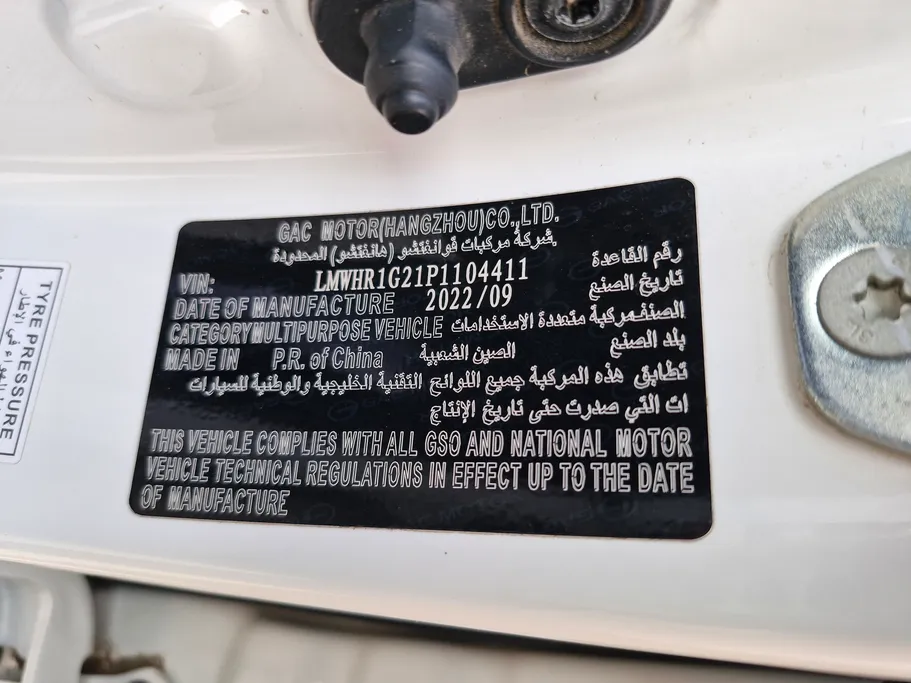 GAC MOTOR(HANGZHOU)CO.,LTD.
شركة مركبات قوانغتشو (هانغتشو) المحدودة.
VIN: LMWHR1G21P1104411 رقم القاعدة
DATE OF MANUFACTURE 2022/09 تاريخ الصنع
CATEGORY MULTIPURPOSE VEHICLE الصنف مركبة متعددة الاستخدامات
MADE IN P.R. of China الصين الشعبية بلد الصنع
تطابق هذه المركبة جميع اللوائح التقنية الخليجية والوطنية للسيارات
ات التي صدرت حتى تاريخ الإنتاج
THIS VEHICLE COMPLIES WITH ALL GSO AND NATIONAL MOTOR
VEHICLE TECHNICAL REGULATIONS IN EFFECT UP TO THE DATE
OF MANUFACTURE
TYRE PRESSURE